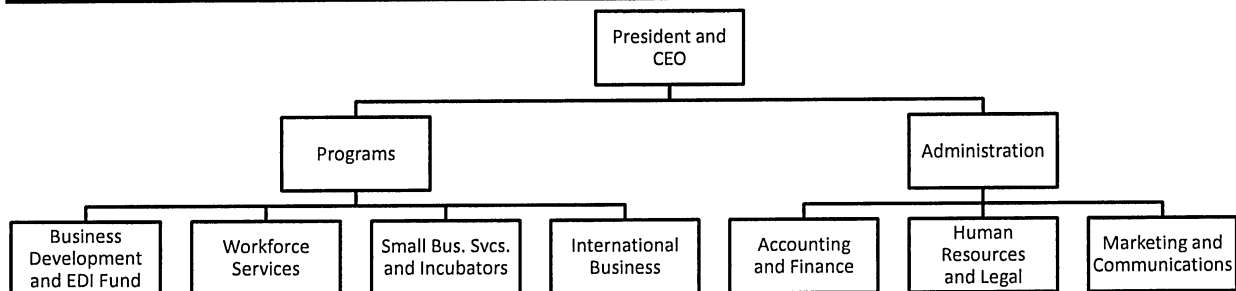 President and
CEO
Programs
Administration
Business
Development
and EDI Fund
Workforce
Services
Small Bus. Svcs.
and Incubators
International
Business
Accounting
and Finance
Human
Resources
and Legal
Marketing and
Communications